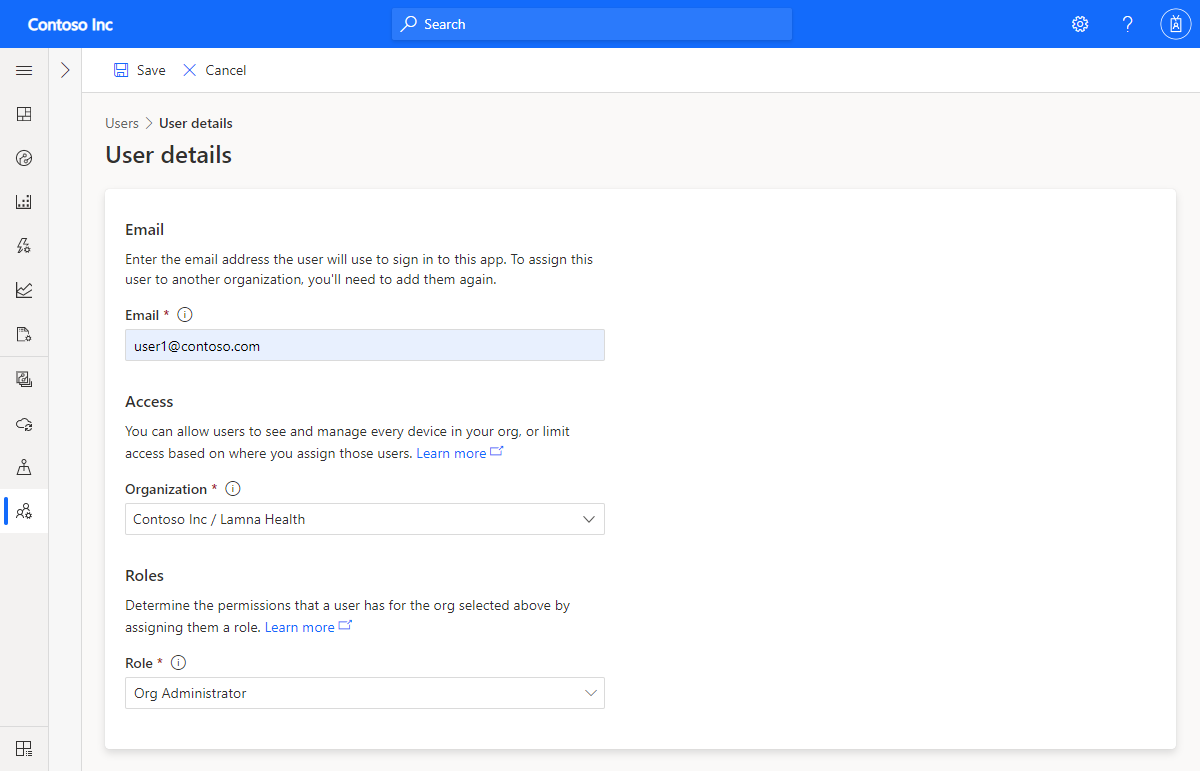 Contoso Inc
Search
?
Save
Cancel
Users > User details
User details
Email
Enter the email address the user will use to sign in to this app. To assign this
user to another organization, you'll need to add them again.
Email *
user1@contoso.com
Access
You can allow users to see and manage every device in your org, or limit
access based on where you assign those users. Learn more
Organization *
Contoso Inc / Lamna Health
Roles
Determine the permissions that a user has for the org selected above by
assigning them a role. Learn more
Role *
Org Administrator